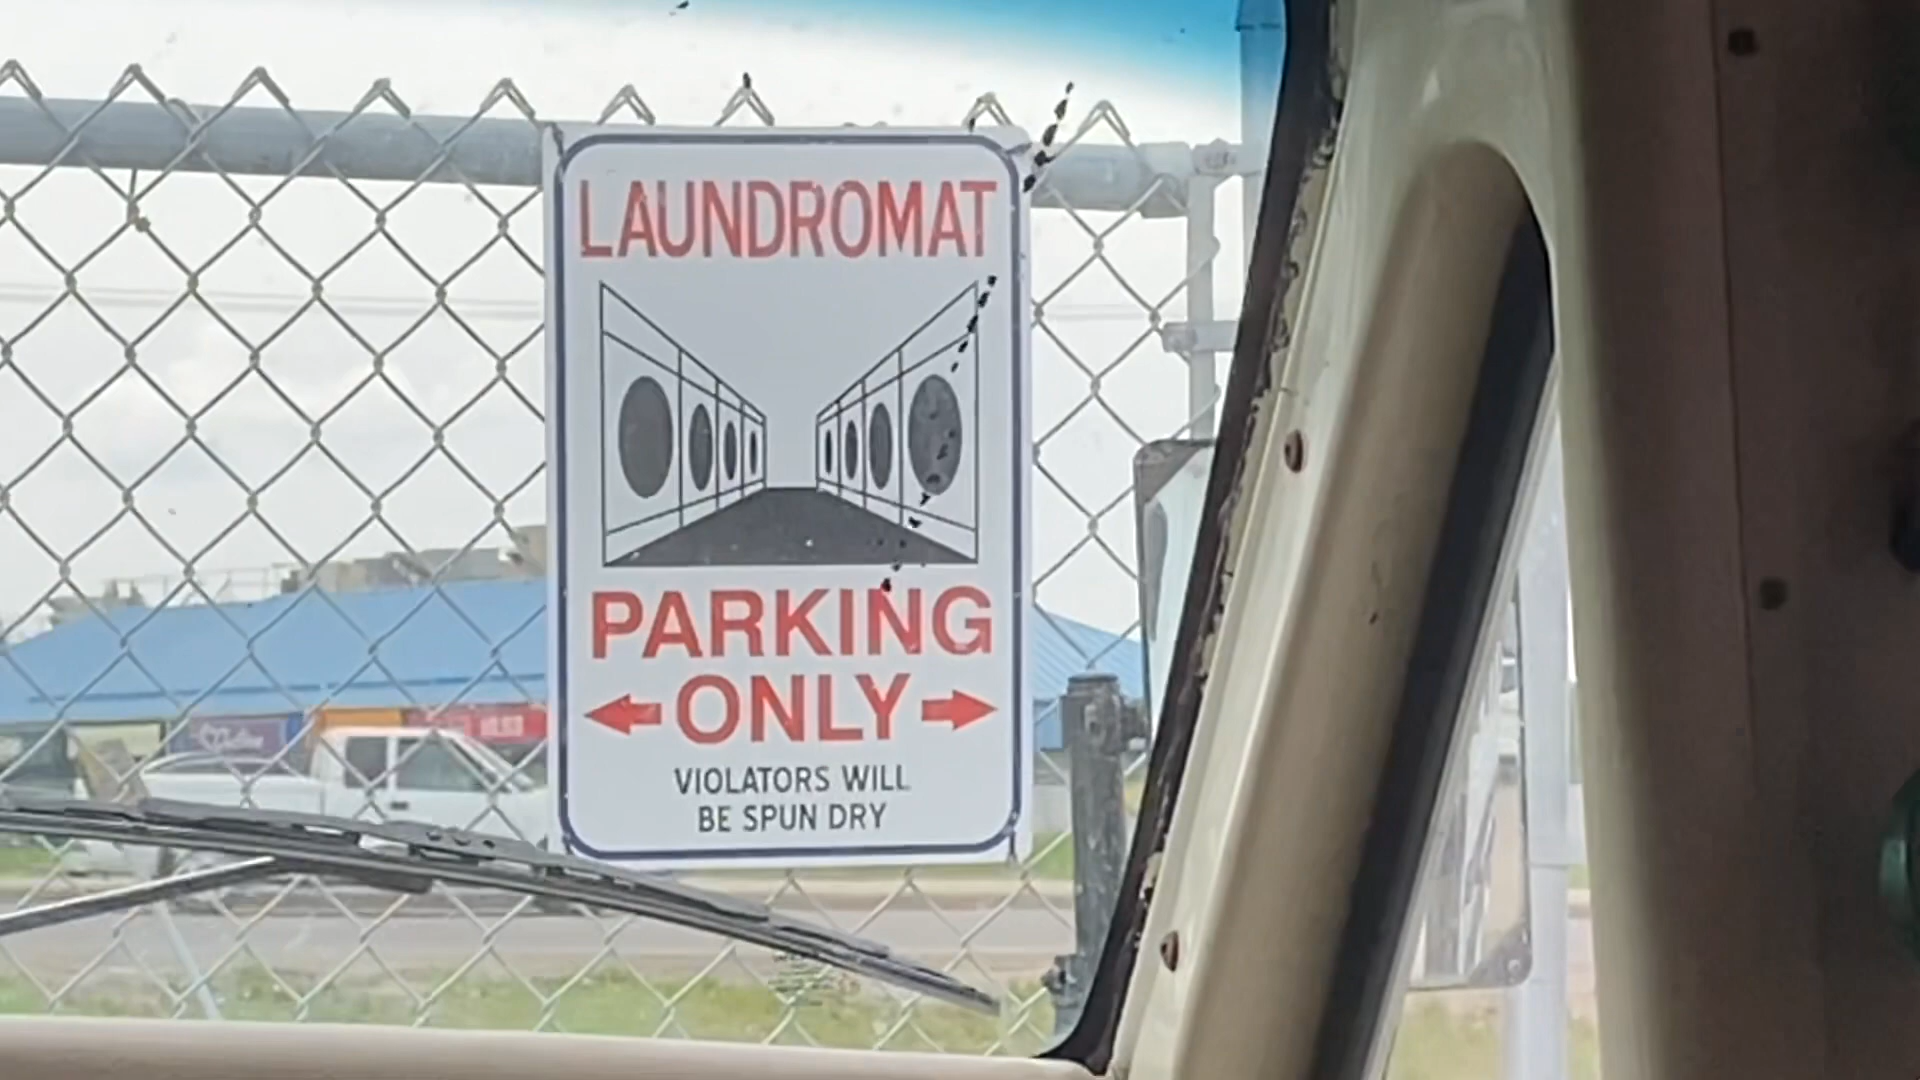 LAUNDROMAT
PARKING
ONLY
VIOLATORS WILL
BE SPUN DRY